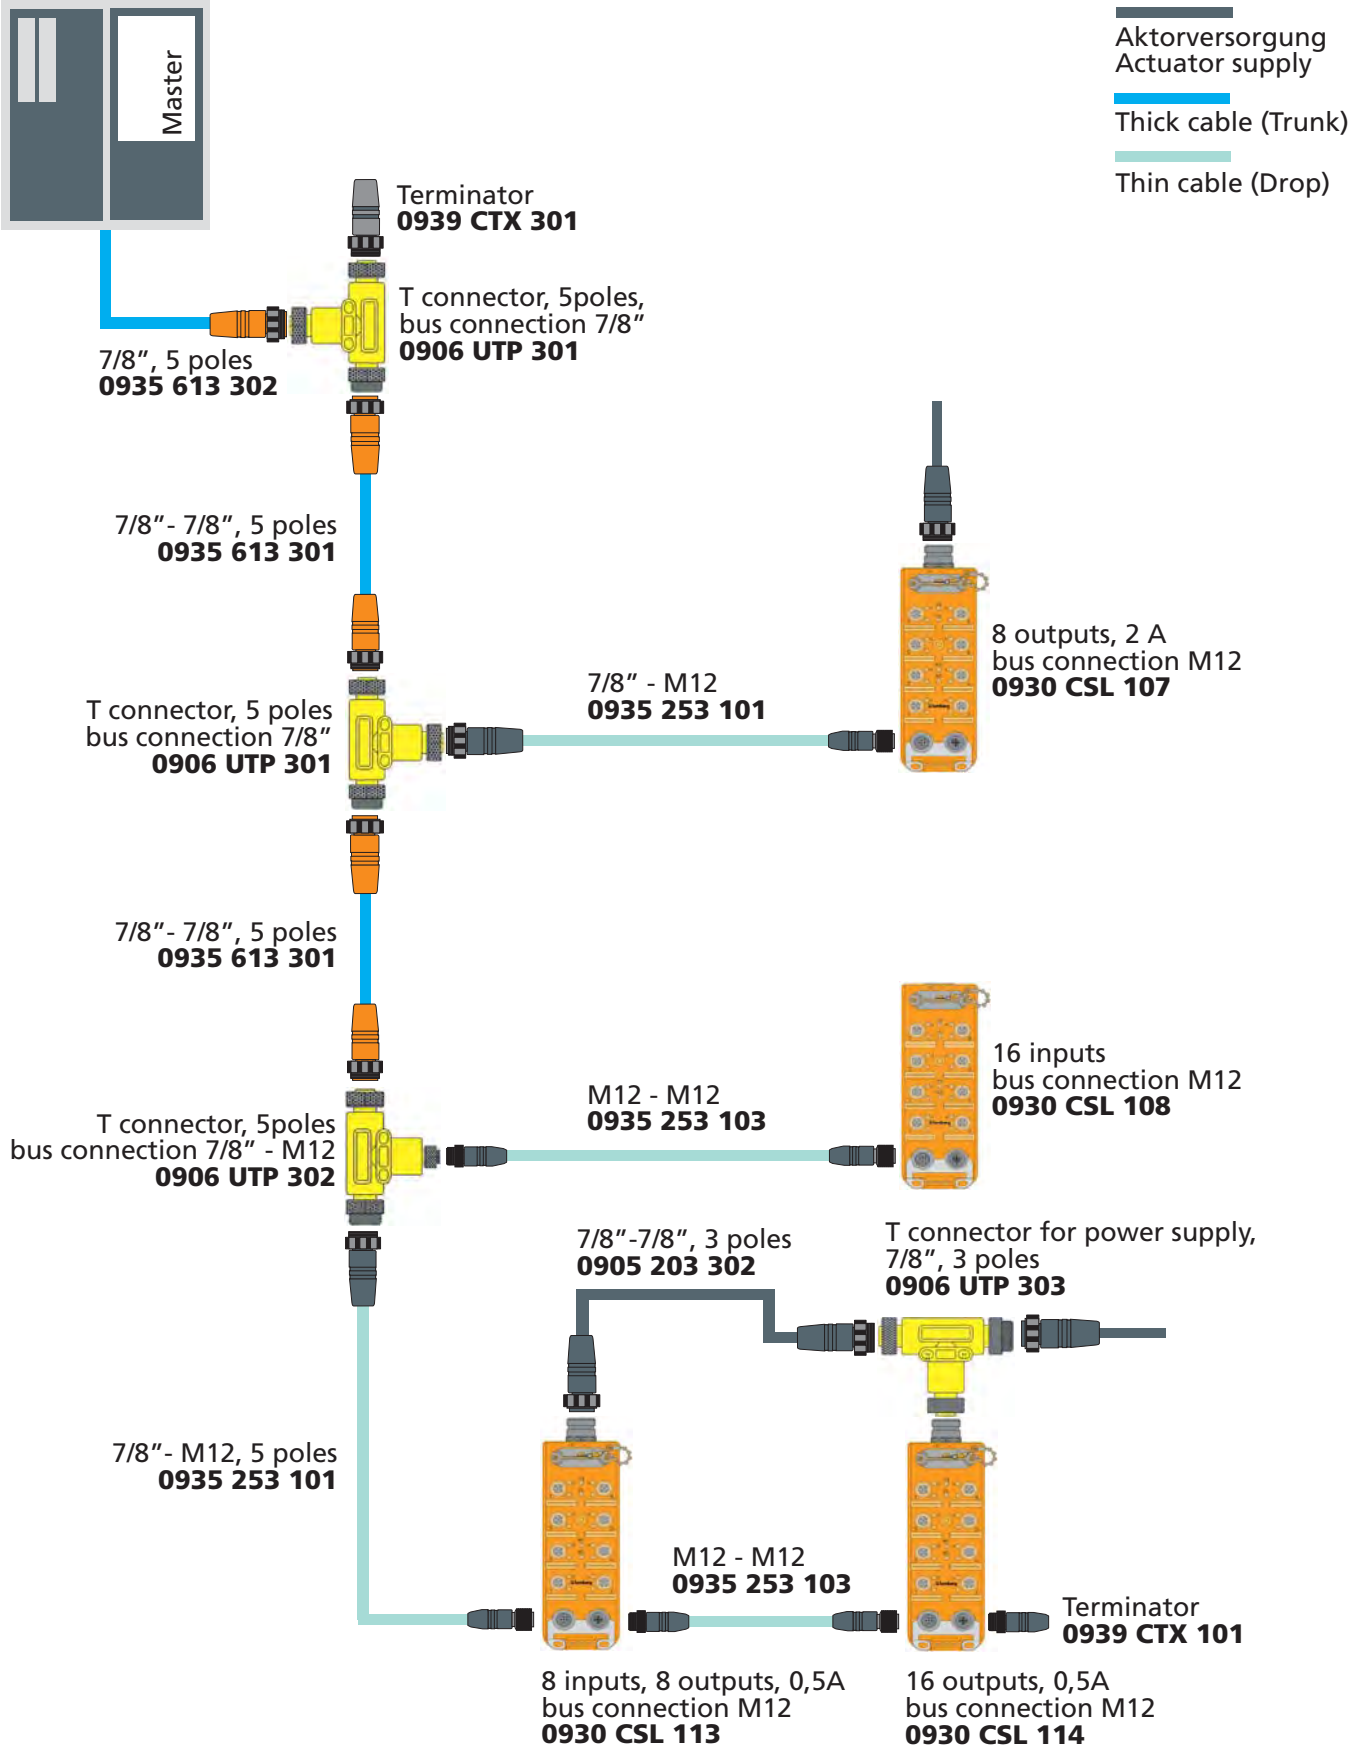 Master
Aktorversorgung
Actuator supply
Thick cable (Trunk)
Thin cable (Drop)
Terminator
0939 CTX 301
T connector, 5poles,
bus connection 7/8”
0906 UTP 301
7/8”, 5 poles
0935 613 302
7/8”- 7/8”, 5 poles
0935 613 301
8 outputs, 2 A
bus connection M12
0930 CSL 107
7/8” - M12
0935 253 101
T connector, 5 poles
bus connection 7/8”
0906 UTP 301
7/8”- 7/8”, 5 poles
0935 613 301
16 inputs
bus connection M12
0930 CSL 108
M12 - M12
0935 253 103
T connector, 5poles
bus connection 7/8” - M12
0906 UTP 302
7/8”-7/8”, 3 poles
0905 203 302
T connector for power supply,
7/8”, 3 poles
0906 UTP 303
7/8”- M12, 5 poles
0935 253 101
M12 - M12
0935 253 103
Terminator
0939 CTX 101
8 inputs, 8 outputs, 0,5A
bus connection M12
0930 CSL 113
16 outputs, 0,5A
bus connection M12
0930 CSL 114